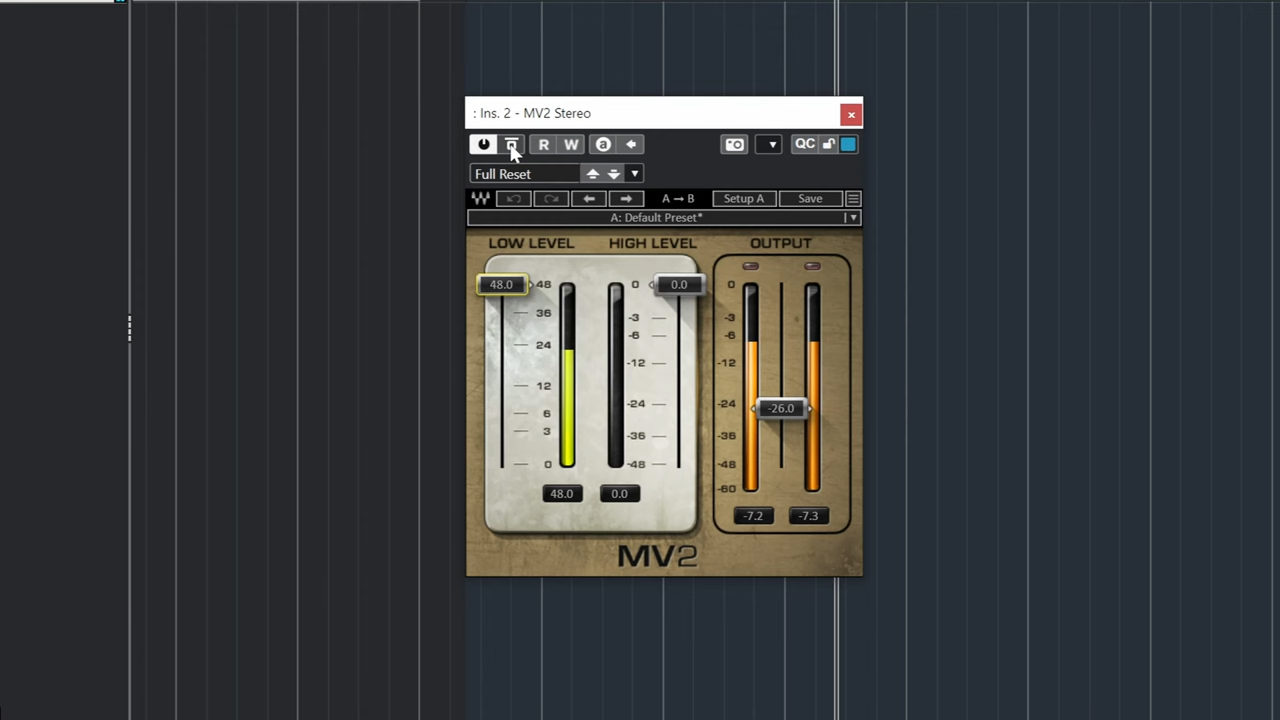 : Ins. 2 - MV2 Stereo
R W a QC
Full Reset
A → B Setup A Save
A: Default Preset*
LOW LEVEL HIGH LEVEL OUTPUT
48.0 48 0 0.0 0
36 -3 -3
-6 -6
24
-12 -12
12
-24 -24 -26.0
6
3 -36 -36
0 -48 -48
-60
48.0 0.0
-7.2 -7.3
MV2